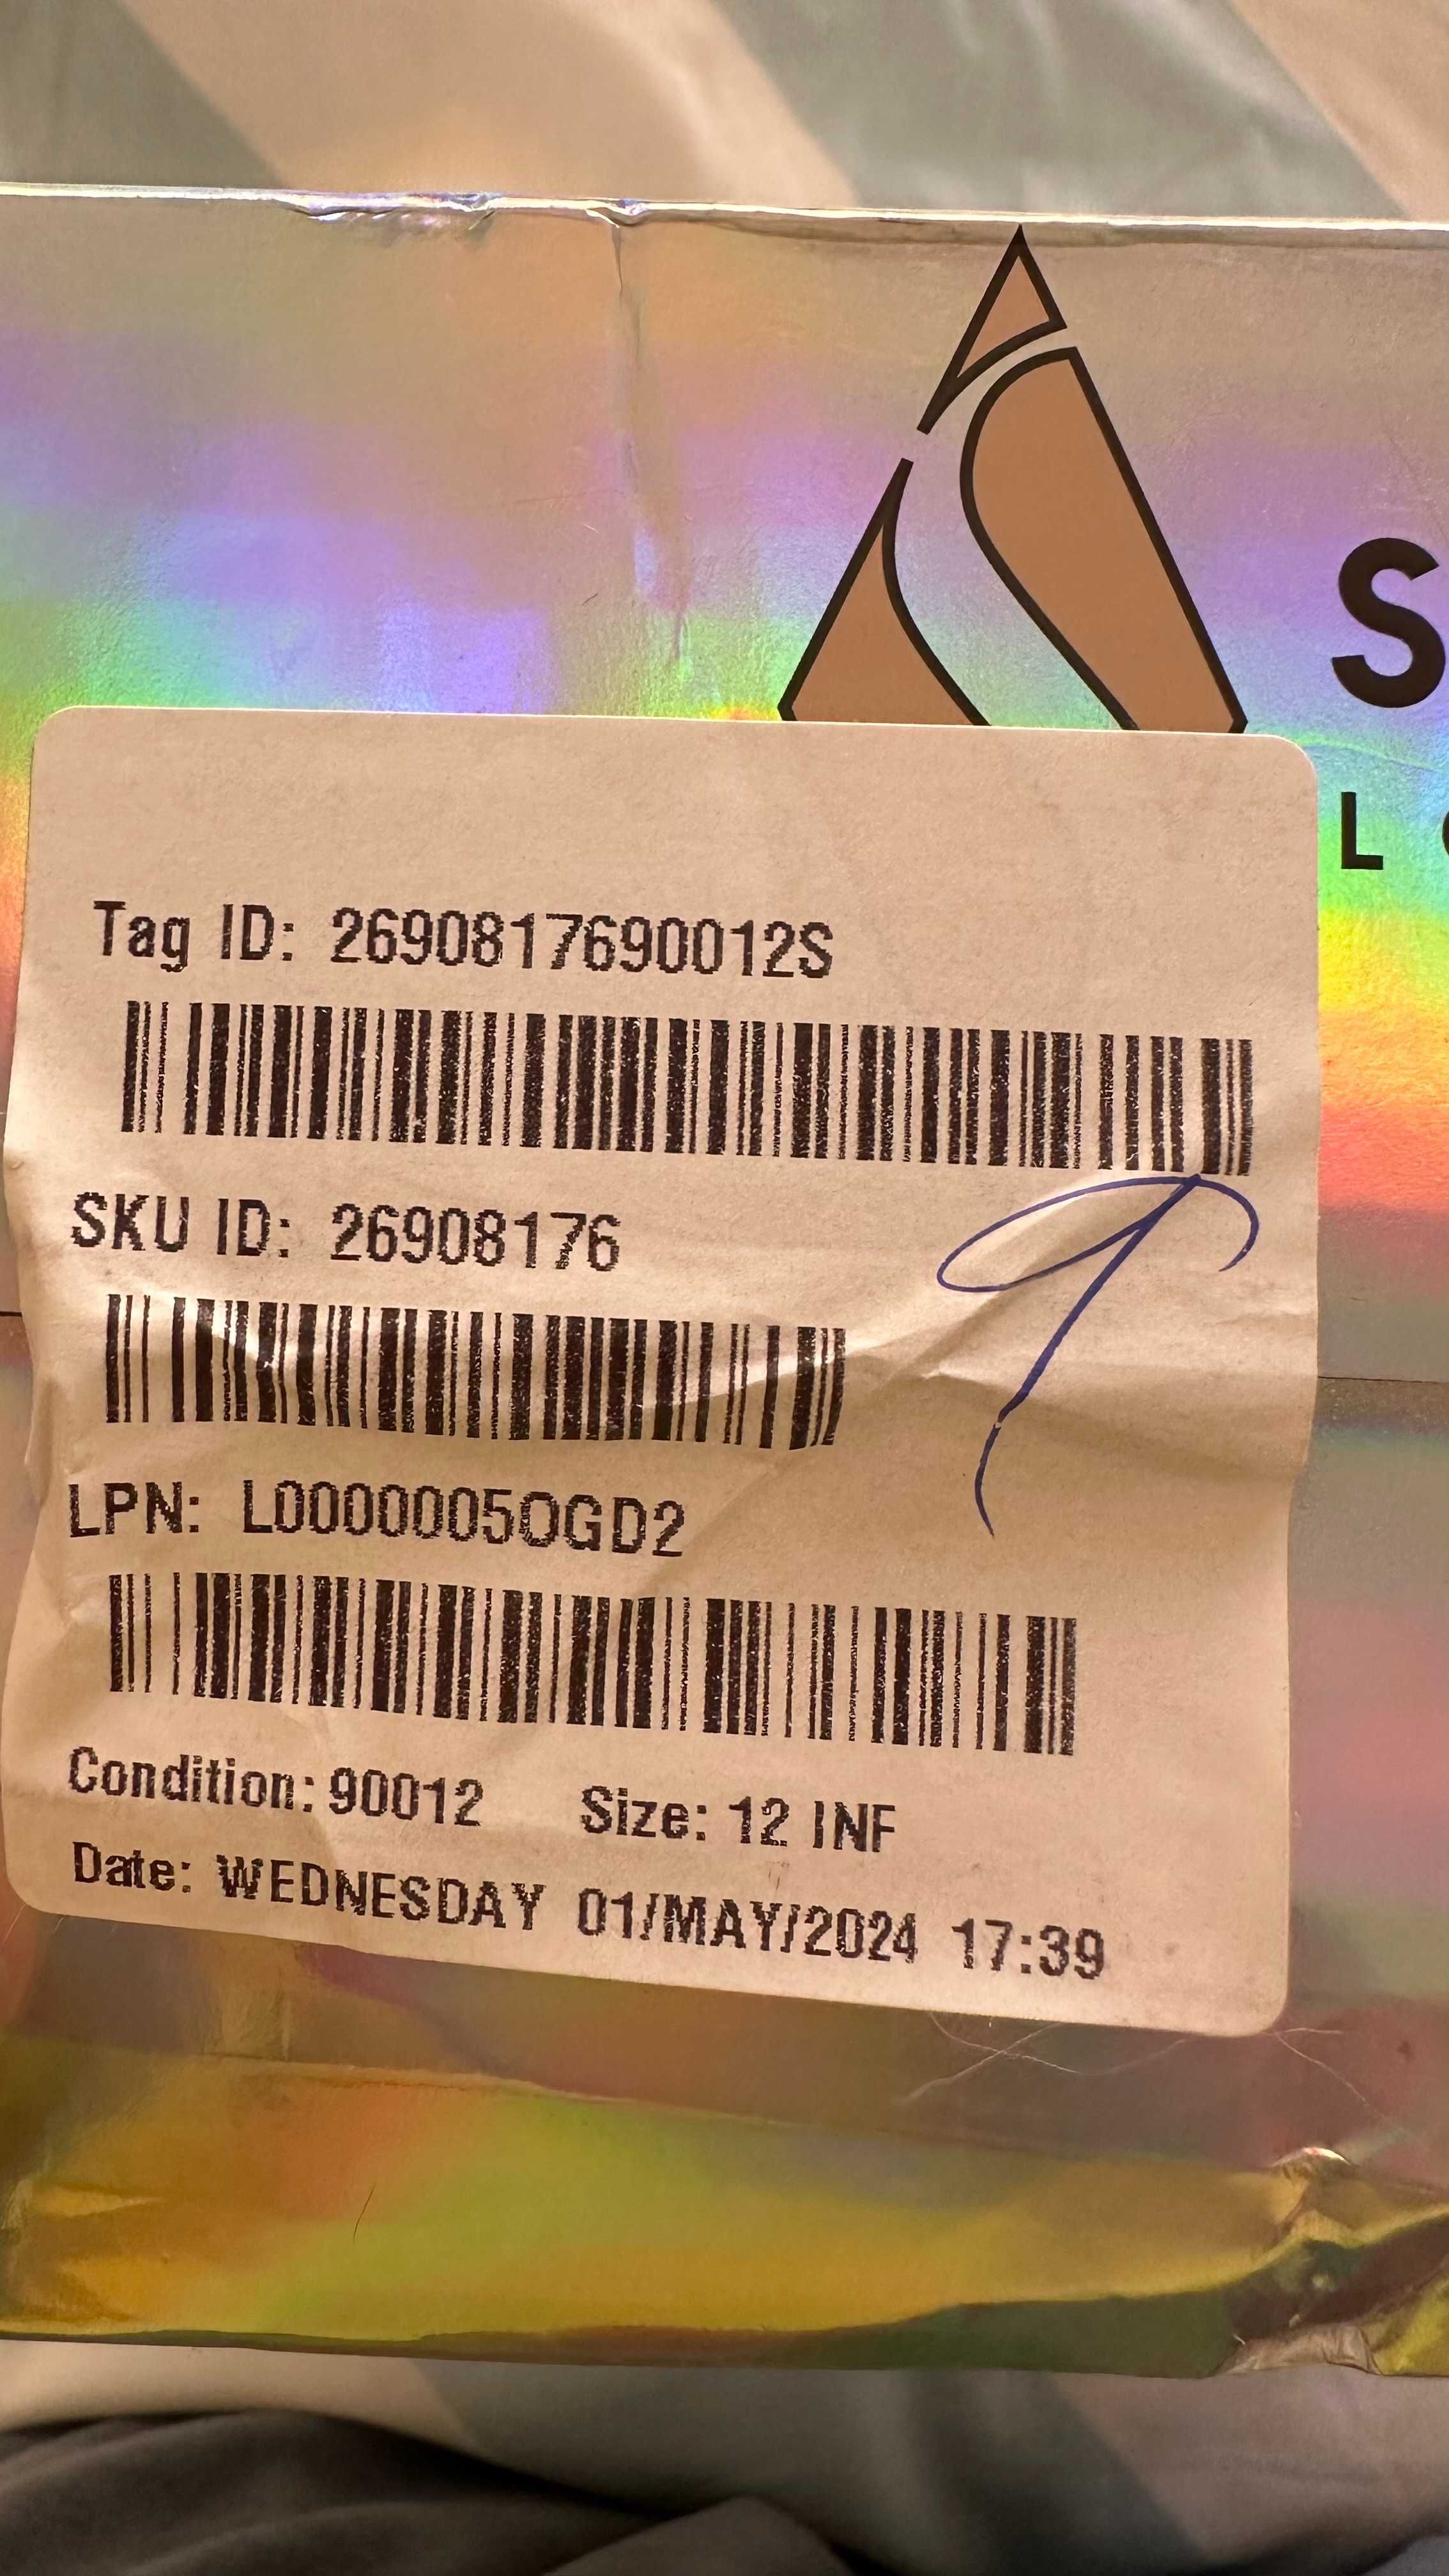 S
L
Tag ID: 2690817690012S
SKU ID: 26908176
LPN: L0000005OGD2
Condition: 90012 Size: 12 INF
Date: WEDNESDAY 01/MAY/2024 17:39